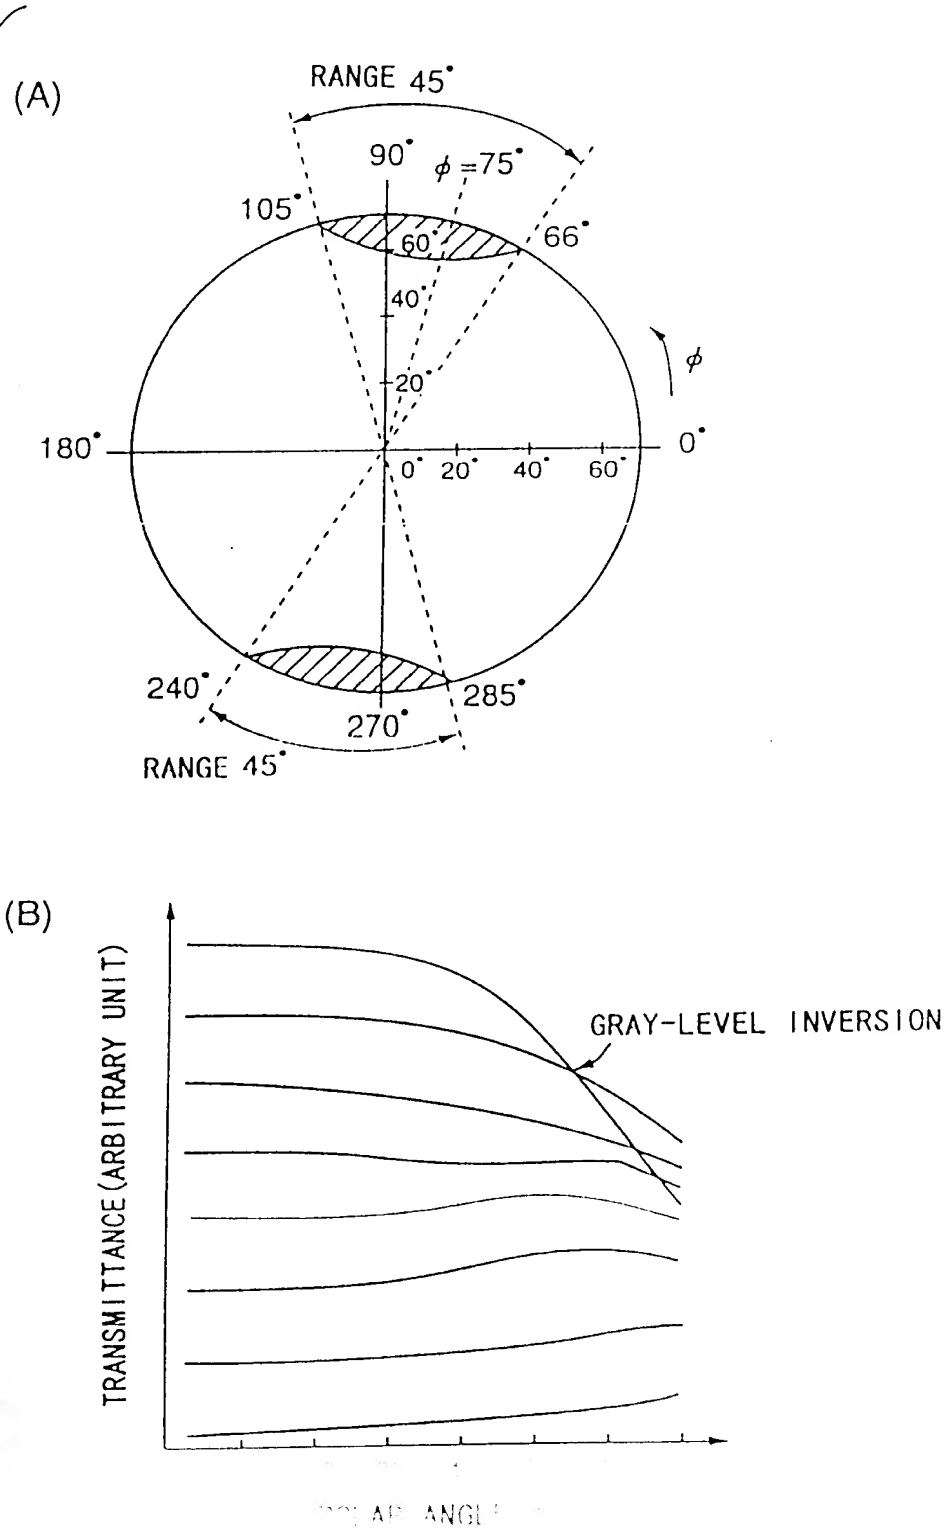 (A)
RANGE 45°
90°
ϕ=75°
105°
66°
60°
40°
20°
ϕ
180°
0°
0° 20° 40° 60°
240°
285°
270°
RANGE 45°
(B)
TRANSMITTANCE(ARBITRARY UNIT)
GRAY-LEVEL INVERSION